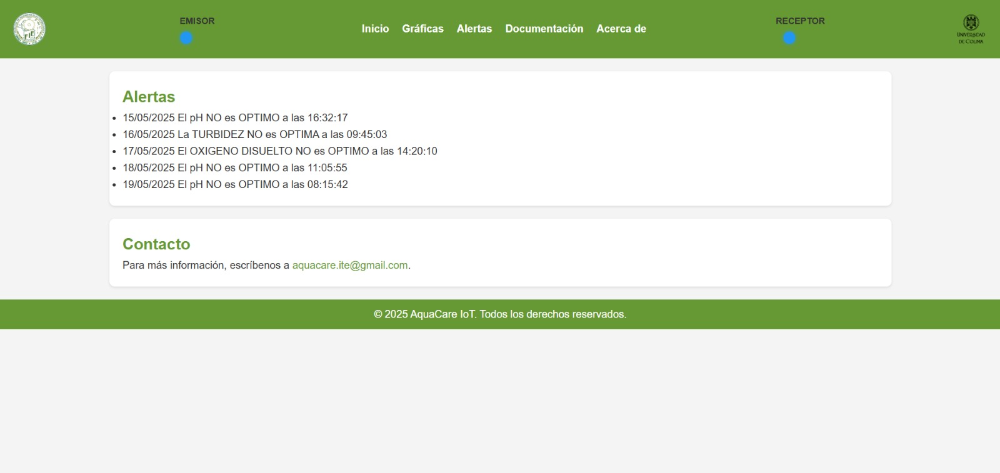 EMISOR
Inicio Gráficas Alertas Documentación Acerca de
RECEPTOR
UNIVERSIDAD
DE COLIMA
Alertas
15/05/2025 El pH NO es OPTIMO a las 16:32:17
16/05/2025 La TURBIDEZ NO es OPTIMA a las 09:45:03
17/05/2025 El OXIGENO DISUELTO NO es OPTIMO a las 14:20:10
18/05/2025 El pH NO es OPTIMO a las 11:05:55
19/05/2025 El pH NO es OPTIMO a las 08:15:42
Contacto
Para más información, escríbenos a aquacare.ite@gmail.com.
© 2025 AquaCare IoT. Todos los derechos reservados.